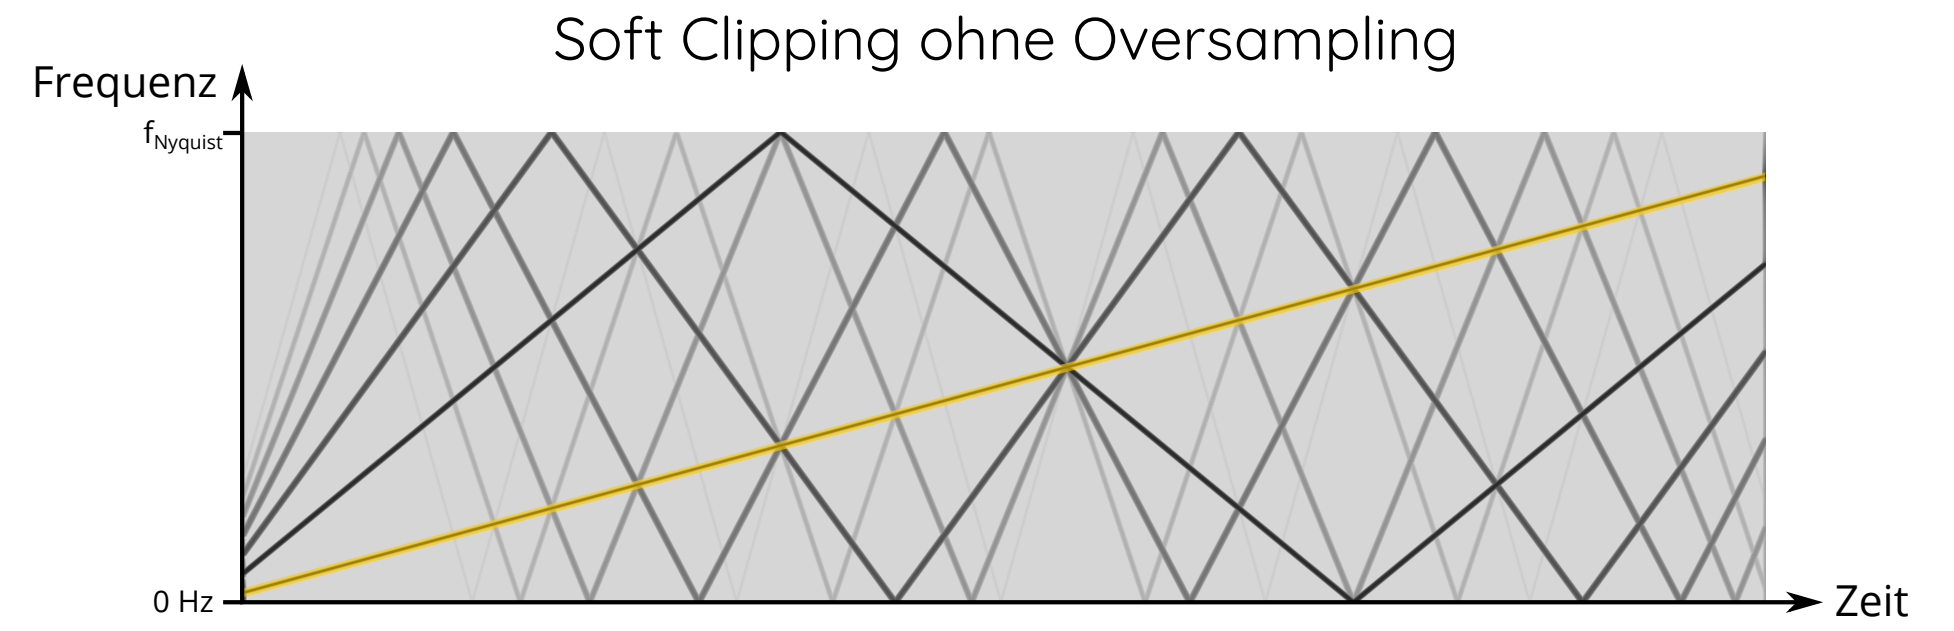 Soft Clipping ohne Oversampling
Frequenz
fNyquist
0 Hz
Zeit